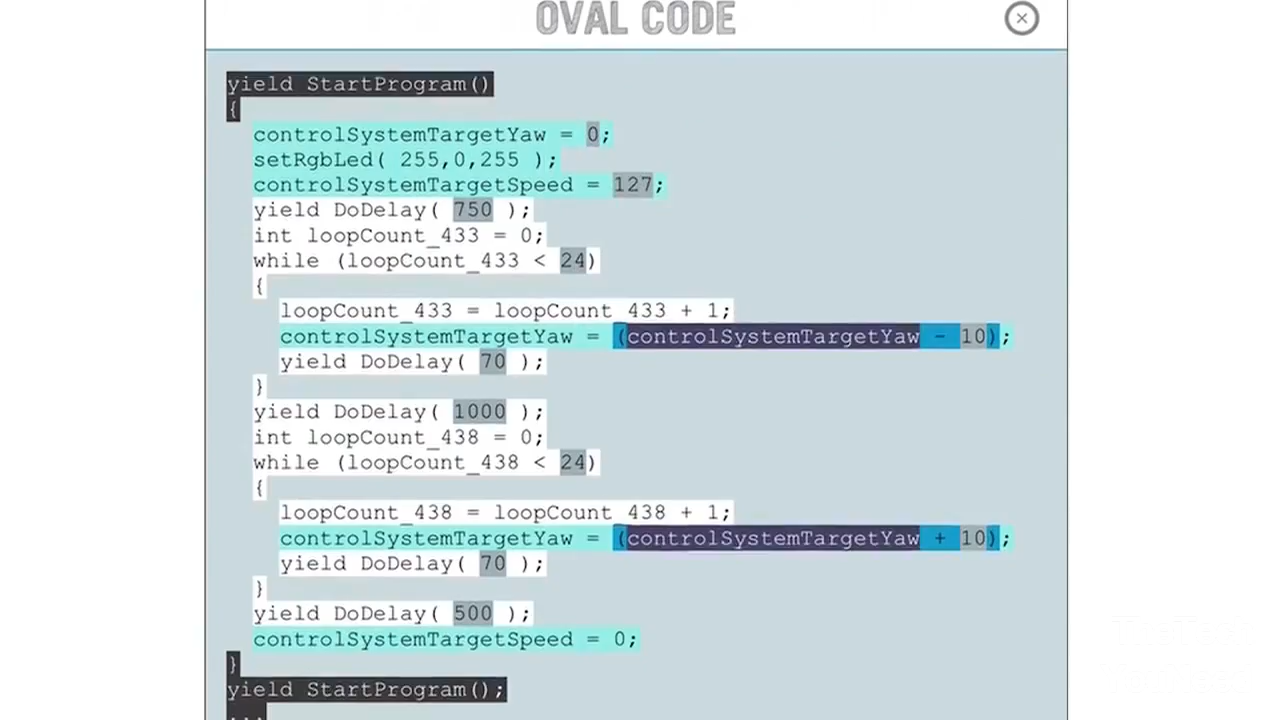 OVAL CODE
yield StartProgram()
{
controlSystemTargetYaw = 0;
setRgbLed( 255,0,255 );
controlSystemTargetSpeed = 127;
yield DoDelay( 750 );
int loopCount_433 = 0;
while (loopCount_433 < 24)
{
loopCount_433 = loopCount_433 + 1;
controlSystemTargetYaw = (controlSystemTargetYaw - 10);
yield DoDelay( 70 );
}
yield DoDelay( 1000 );
int loopCount_438 = 0;
while (loopCount_438 < 24)
{
loopCount_438 = loopCount_438 + 1;
controlSystemTargetYaw = (controlSystemTargetYaw + 10);
yield DoDelay( 70 );
}
yield DoDelay( 500 );
controlSystemTargetSpeed = 0;
}
yield StartProgram();